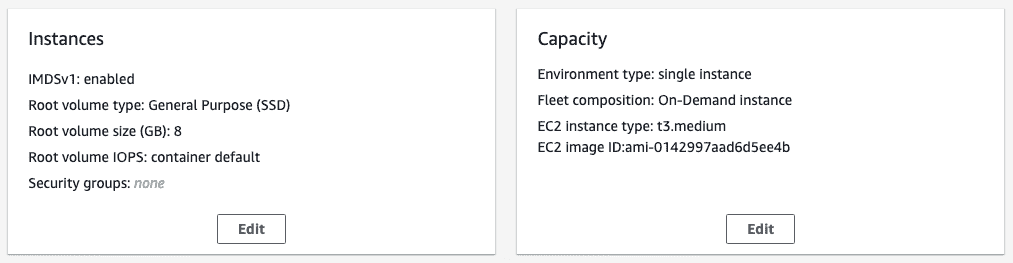 Instances
IMDSv1: enabled
Root volume type: General Purpose (SSD)
Root volume size (GB): 8
Root volume IOPS: container default
Security groups: none
Edit
Capacity
Environment type: single instance
Fleet composition: On-Demand instance
EC2 instance type: t3.medium
EC2 image ID:ami-0142997aad6d5ee4b
Edit